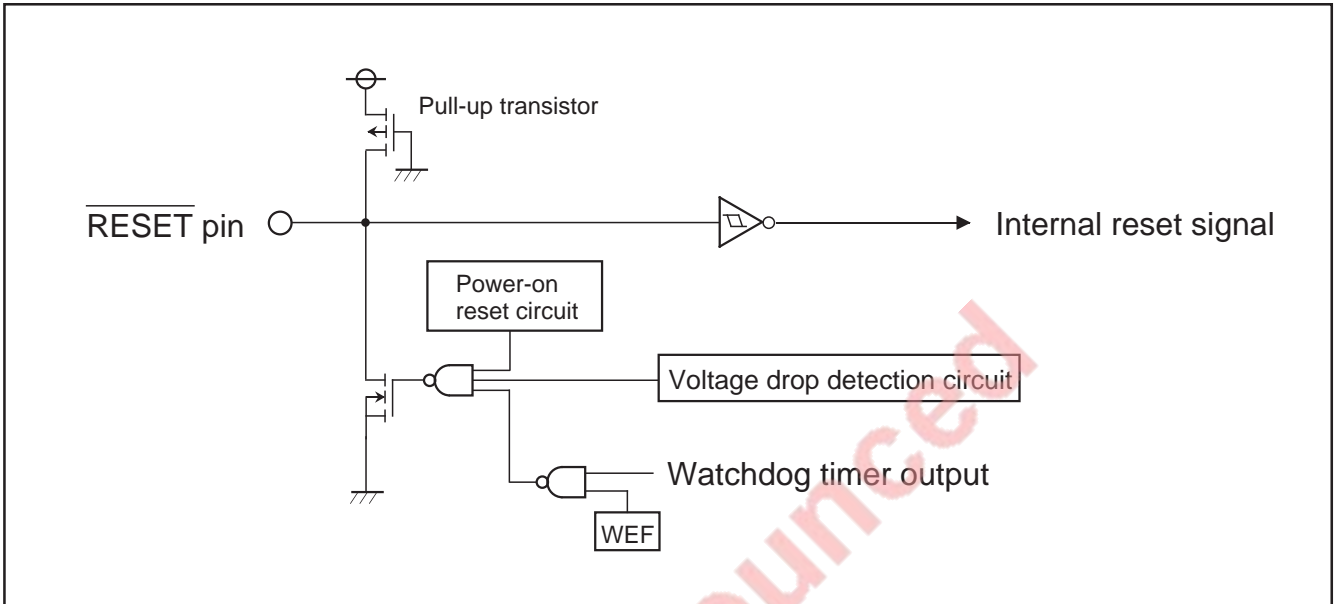 Pull-up transistor
RESET pin
Internal reset signal
Power-on
reset circuit
Voltage drop detection circuit
Watchdog timer output
WEF
ounced